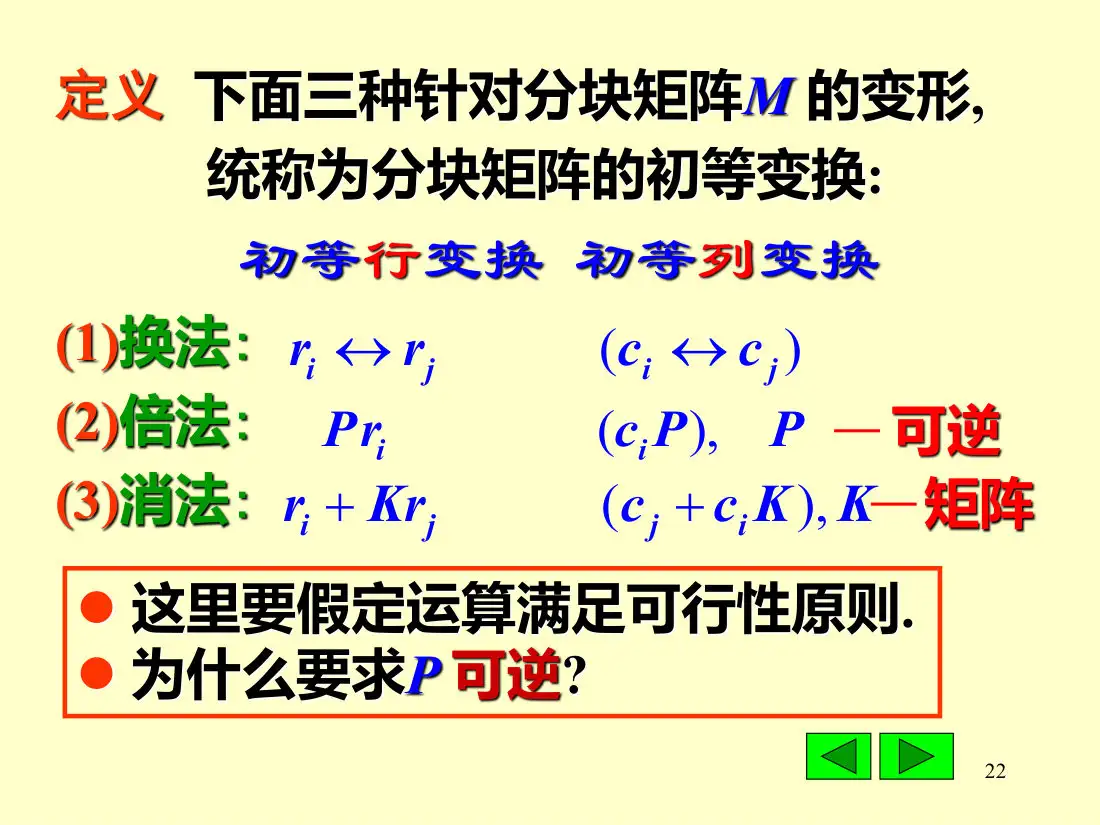 定义 下面三种针对分块矩阵M 的变形,
统称为分块矩阵的初等变换:
初等行变换 初等列变换
(1)换法: r_i ↔ r_j (c_i ↔ c_j)
(2)倍法: Pr_i (c_i P), P — 可逆
(3)消法: r_i + Kr_j (c_j + c_i K), K — 矩阵
● 这里要假定运算满足可行性原则.
● 为什么要求P 可逆?
22